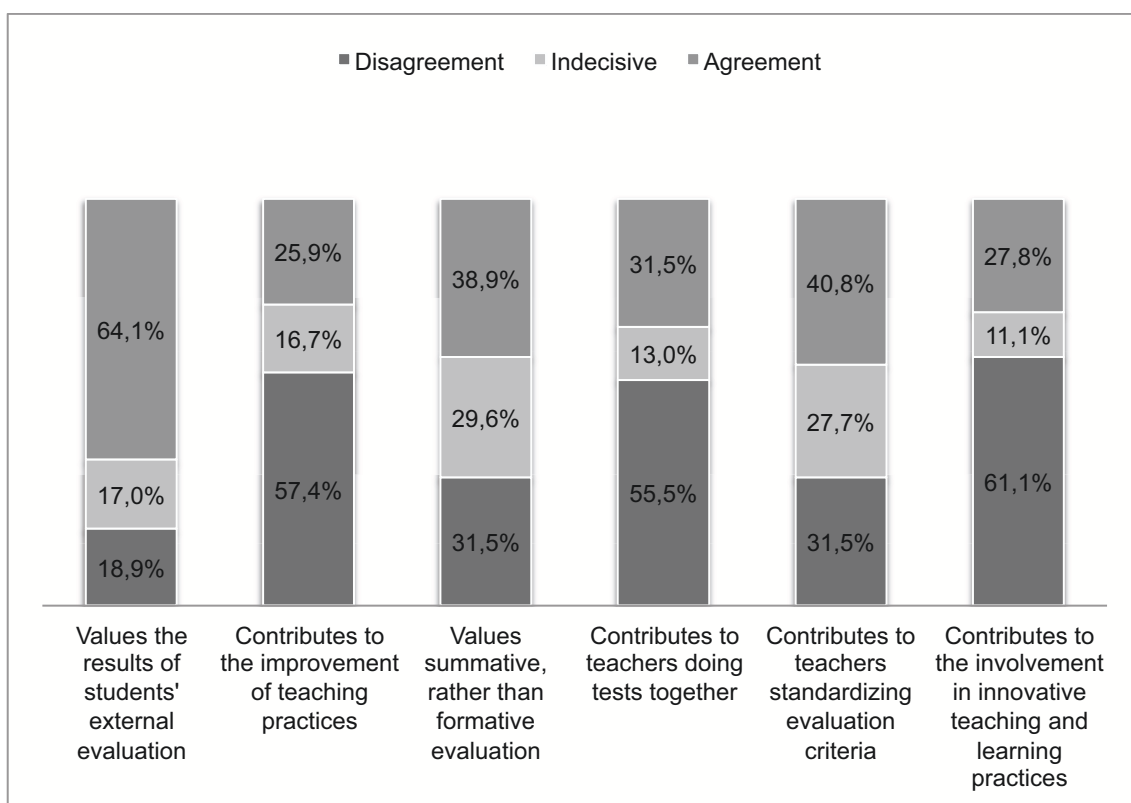 Disagreement Indecisive Agreement
64,1%
17,0%
18,9%
25,9%
16,7%
57,4%
38,9%
29,6%
31,5%
31,5%
13,0%
55,5%
40,8%
27,7%
31,5%
27,8%
11,1%
61,1%
Values the
results of
students'
external
evaluation
Contributes to
the improvement
of teaching
practices
Values
summative,
rather than
formative
evaluation
Contributes to
teachers doing
tests together
Contributes to
teachers
standardizing
evaluation
criteria
Contributes to
the involvement
in innovative
teaching and
learning
practices